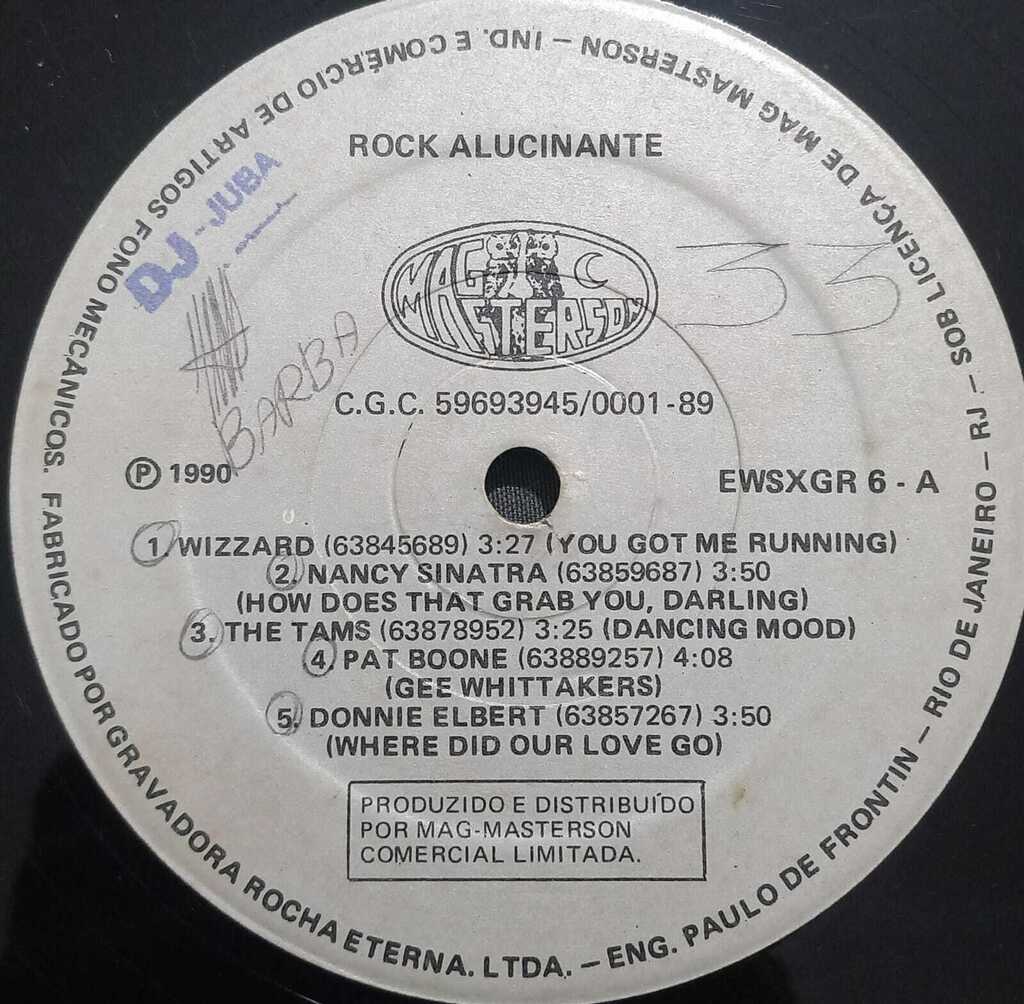 ROCK ALUCINANTE
MAG
MASTERSON
DJ - JUBA
33
BARBA
C.G.C. 59693945/0001-89
Ⓟ 1990
EWSXGR 6 - A
1. WIZZARD (63845689) 3:27 (YOU GOT ME RUNNING)
2. NANCY SINATRA (63859687) 3:50
(HOW DOES THAT GRAB YOU, DARLING)
3. THE TAMS (63878952) 3:25 (DANCING MOOD)
4. PAT BOONE (63889257) 4:08
(GEE WHITTAKERS)
5. DONNIE ELBERT (63857267) 3:50
(WHERE DID OUR LOVE GO)
PRODUZIDO E DISTRIBUÍDO
POR MAG-MASTERSON
COMERCIAL LIMITADA.
FABRICADO POR GRAVADORA ROCHA ETERNA. LTDA. – ENG. PAULO DE FRONTIN – RIO DE JANEIRO – RJ – SOB LICENÇA DE MAG MASTERSON – IND. E COMÉRCIO DE ARTIGOS FONO MECÂNICOS.